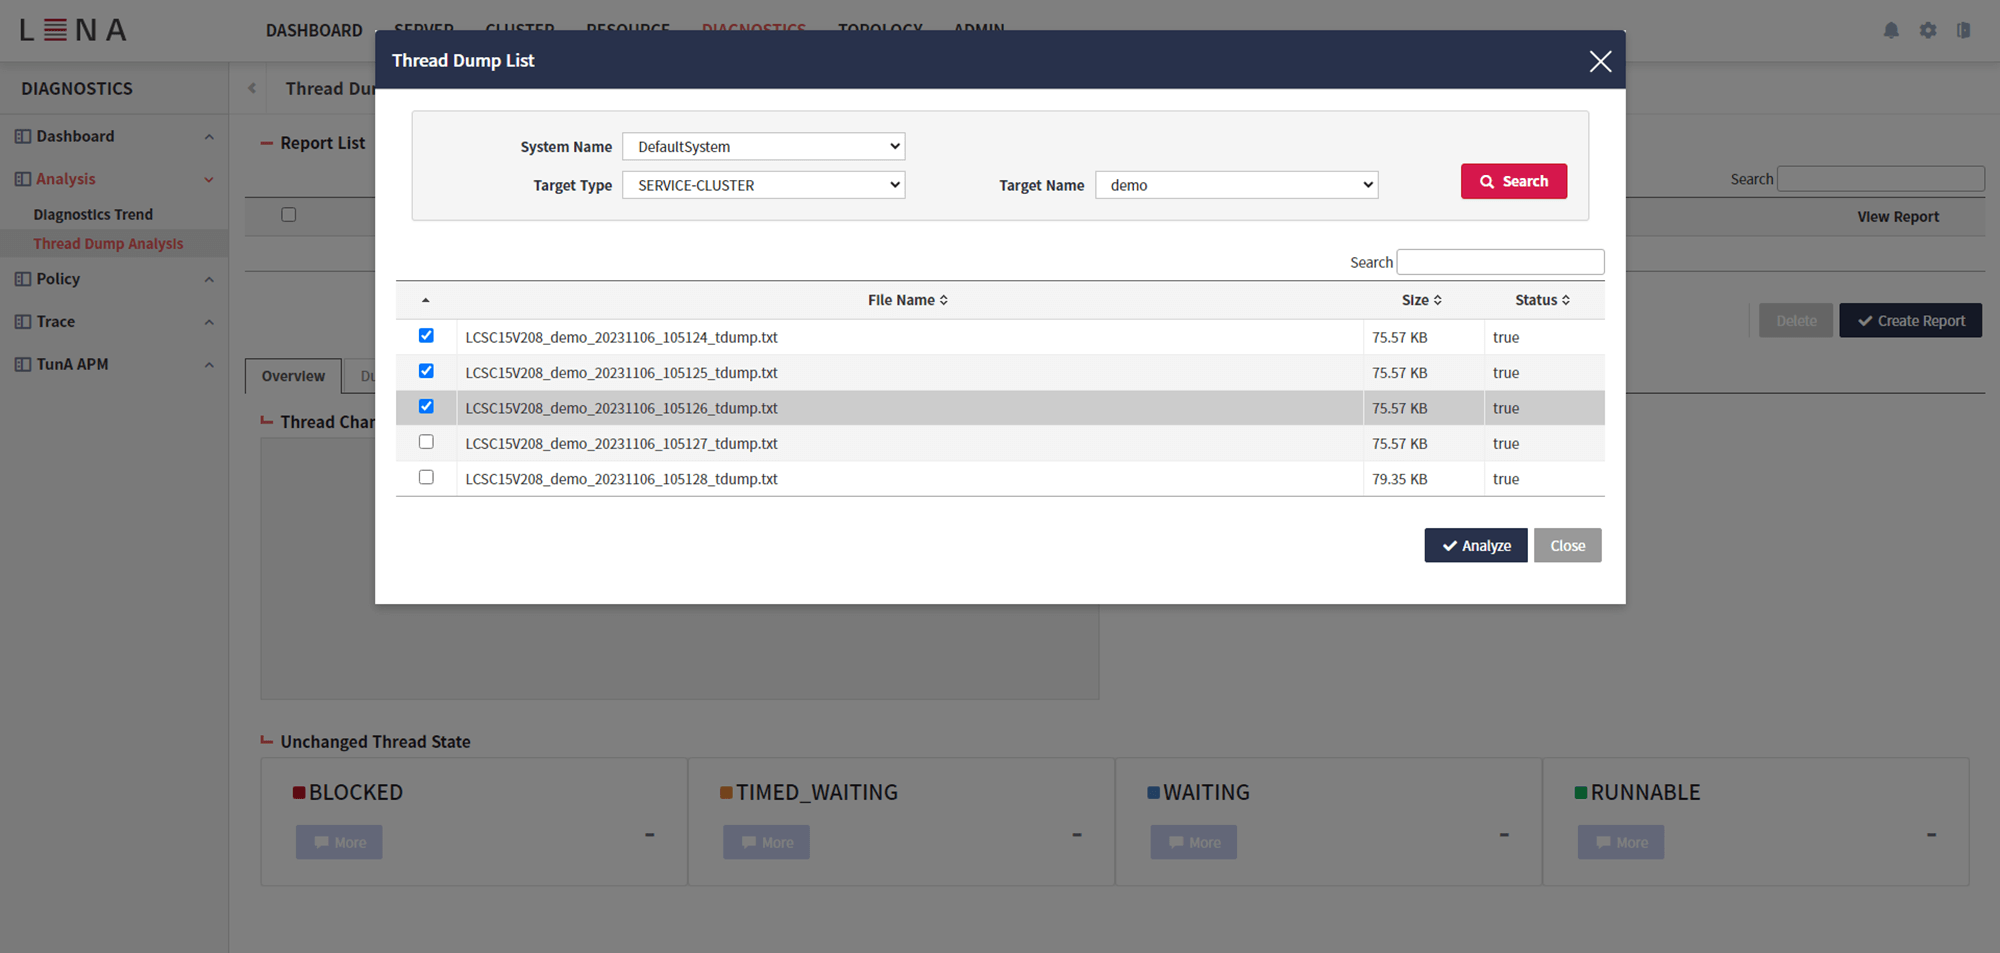 LENA
DASHBOARD SERVER CLUSTER RESOURCE DIAGNOSTICS TOPOLOGY ADMIN
Thread Dump List
DIAGNOSTICS
Thread Du
Dashboard
Report List
System Name DefaultSystem
Analysis
Target Type SERVICE-CLUSTER Target Name demo Search
Search
Diagnostics Trend
View Report
Thread Dump Analysis
Search
Policy
File Name Size Status
Trace
Delete Create Report
LCSC15V208_demo_20231106_105124_tdump.txt 75.57 KB true
TunA APM
LCSC15V208_demo_20231106_105125_tdump.txt 75.57 KB true
Overview Du
LCSC15V208_demo_20231106_105126_tdump.txt 75.57 KB true
Thread Char
LCSC15V208_demo_20231106_105127_tdump.txt 75.57 KB true
LCSC15V208_demo_20231106_105128_tdump.txt 79.35 KB true
Analyze Close
Unchanged Thread State
BLOCKED TIMED_WAITING WAITING RUNNABLE
More - More - More - More -